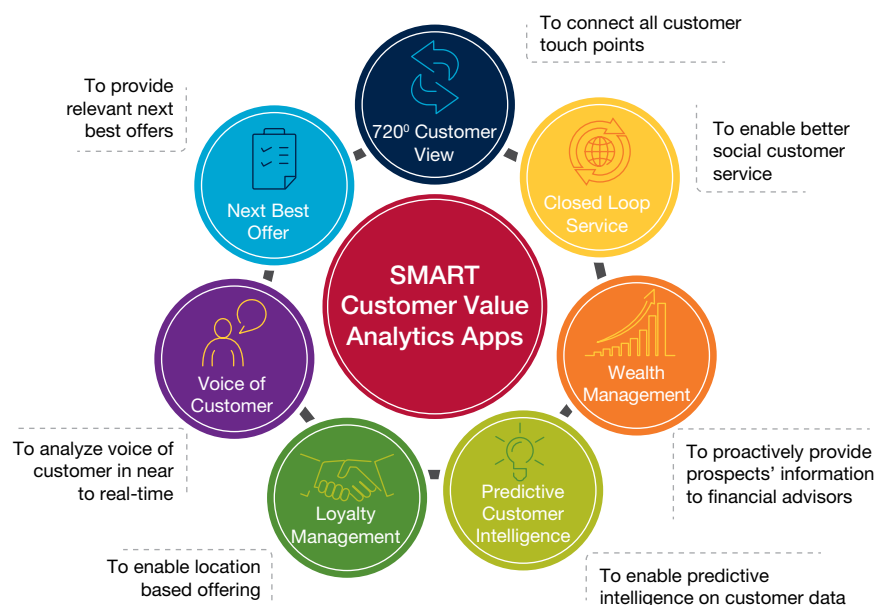 To connect all customer
touch points
To provide
relevant next
best offers
720⁰ Customer
View
To enable better
social customer
service
Closed Loop
Service
Next Best
Offer
SMART
Customer Value
Analytics Apps
Wealth
Management
Voice of
Customer
To analyze voice of
customer in near
to real-time
To proactively provide
prospects’ information
to financial advisors
Predictive
Customer
Intelligence
Loyalty
Management
To enable location
based offering
To enable predictive
intelligence on customer data